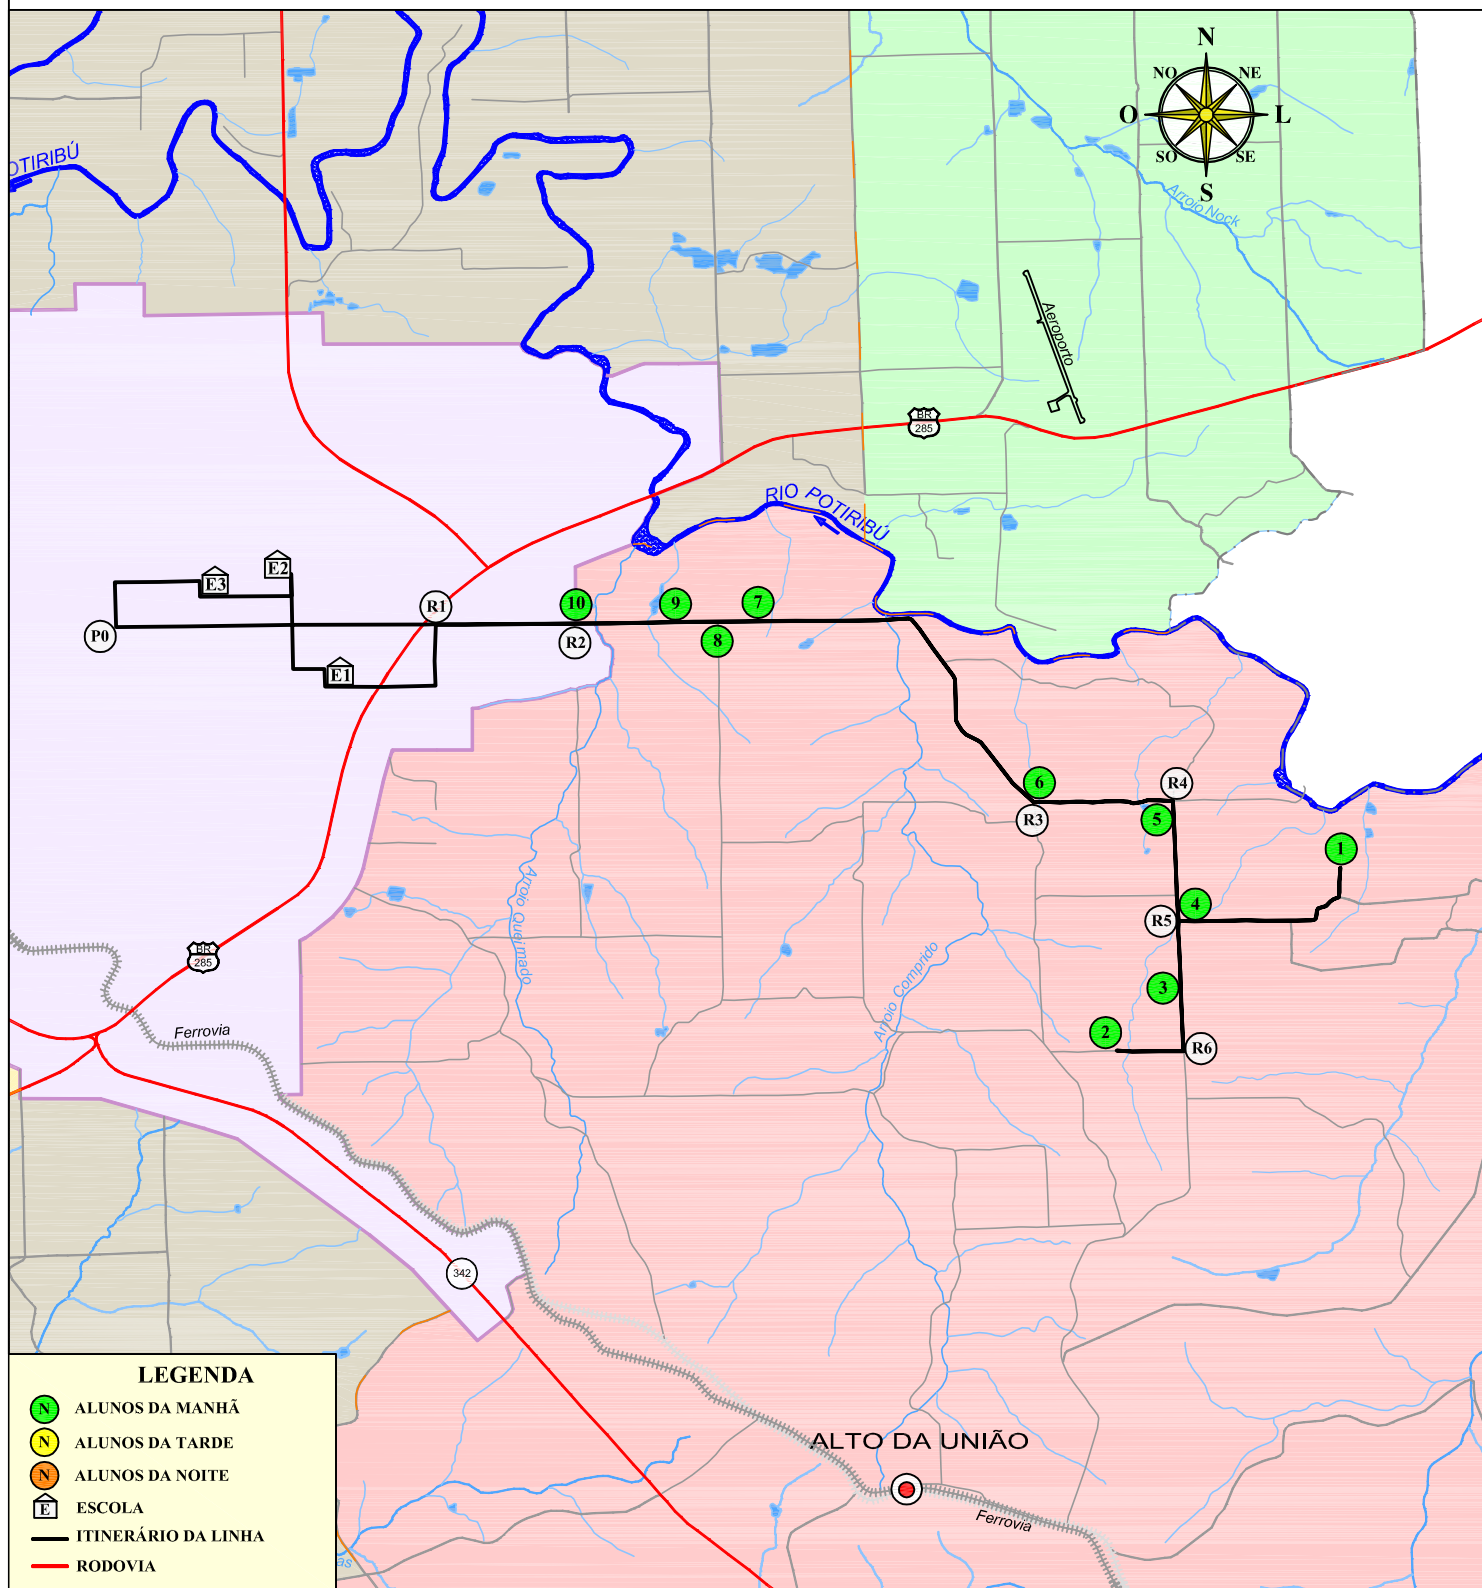 N
NO
NE
O
L
SO
SE
S
OTIRIBÚ
Arroio Nock
Aeroporto
BR
285
RIO POTIRIBÚ
E2
E3
R1
10
9
7
P0
R2
8
E1
6
R4
R3
5
1
Arroio Queimado
4
R5
Arroio Comprido
BR
285
3
Ferrovia
2
R6
342
ALTO DA UNIÃO
Ferrovia
as
LEGENDA
N ALUNOS DA MANHÃ
N ALUNOS DA TARDE
N ALUNOS DA NOITE
E ESCOLA
ITINERÁRIO DA LINHA
RODOVIA